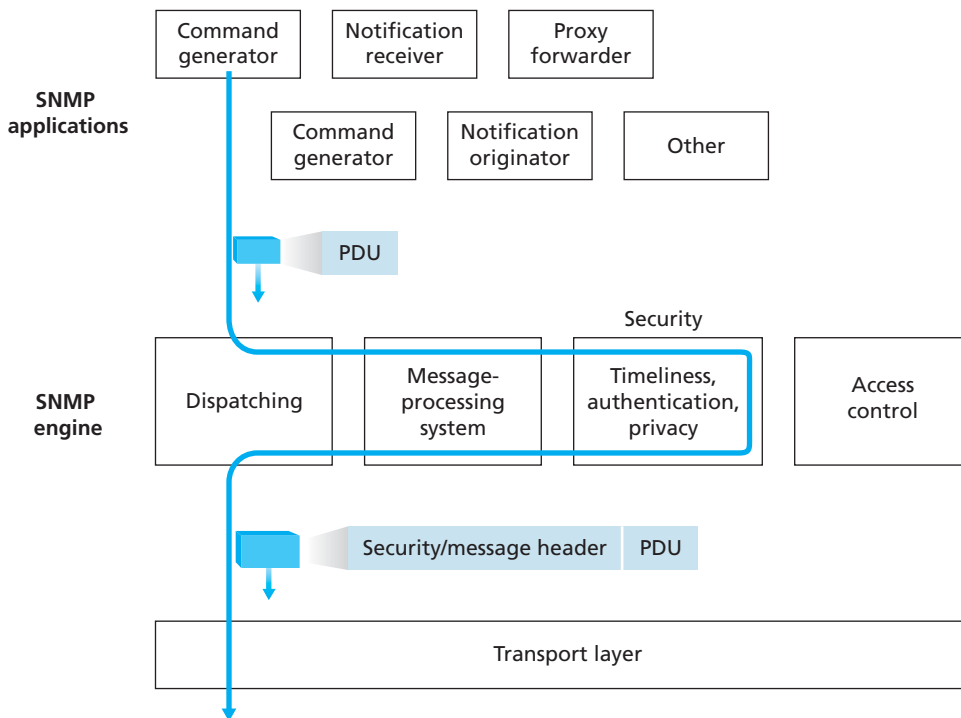 Command
generator
Notification
receiver
Proxy
forwarder
SNMP
applications
Command
generator
Notification
originator
Other
PDU
Security
SNMP
engine
Dispatching
Message-
processing
system
Timeliness,
authentication,
privacy
Access
control
Security/message header
PDU
Transport layer